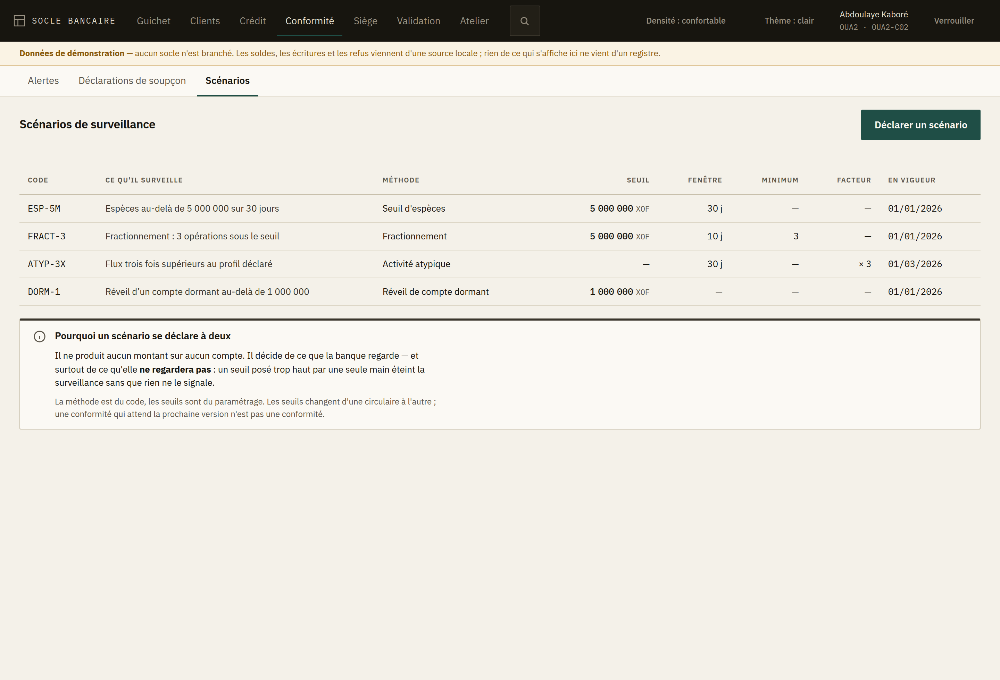 SOCLE BANCAIRE Guichet Clients Crédit Conformité Siège Validation Atelier Densité : confortable Thème : clair Abdoulaye Kaboré Verrouiller
OUA2 · OUA2-C02
Données de démonstration — aucun socle n'est branché. Les soldes, les écritures et les refus viennent d'une source locale ; rien de ce qui s'affiche ici ne vient d'un registre.
Alertes Déclarations de soupçon Scénarios
Scénarios de surveillance Déclarer un scénario
CODE CE QU'IL SURVEILLE MÉTHODE SEUIL FENÊTRE MINIMUM FACTEUR EN VIGUEUR
ESP-5M Espèces au-delà de 5 000 000 sur 30 jours Seuil d'espèces 5 000 000 XOF 30 j — — 01/01/2026
FRACT-3 Fractionnement : 3 opérations sous le seuil Fractionnement 5 000 000 XOF 10 j 3 — 01/01/2026
ATYP-3X Flux trois fois supérieurs au profil déclaré Activité atypique — 30 j — × 3 01/03/2026
DORM-1 Réveil d’un compte dormant au-delà de 1 000 000 Réveil de compte dormant 1 000 000 XOF — — — 01/01/2026
Pourquoi un scénario se déclare à deux
Il ne produit aucun montant sur aucun compte. Il décide de ce que la banque regarde — et
surtout de ce qu'elle ne regardera pas : un seuil posé trop haut par une seule main éteint la
surveillance sans que rien ne le signale.
La méthode est du code, les seuils sont du paramétrage. Les seuils changent d'une circulaire à l'autre ;
une conformité qui attend la prochaine version n'est pas une conformité.